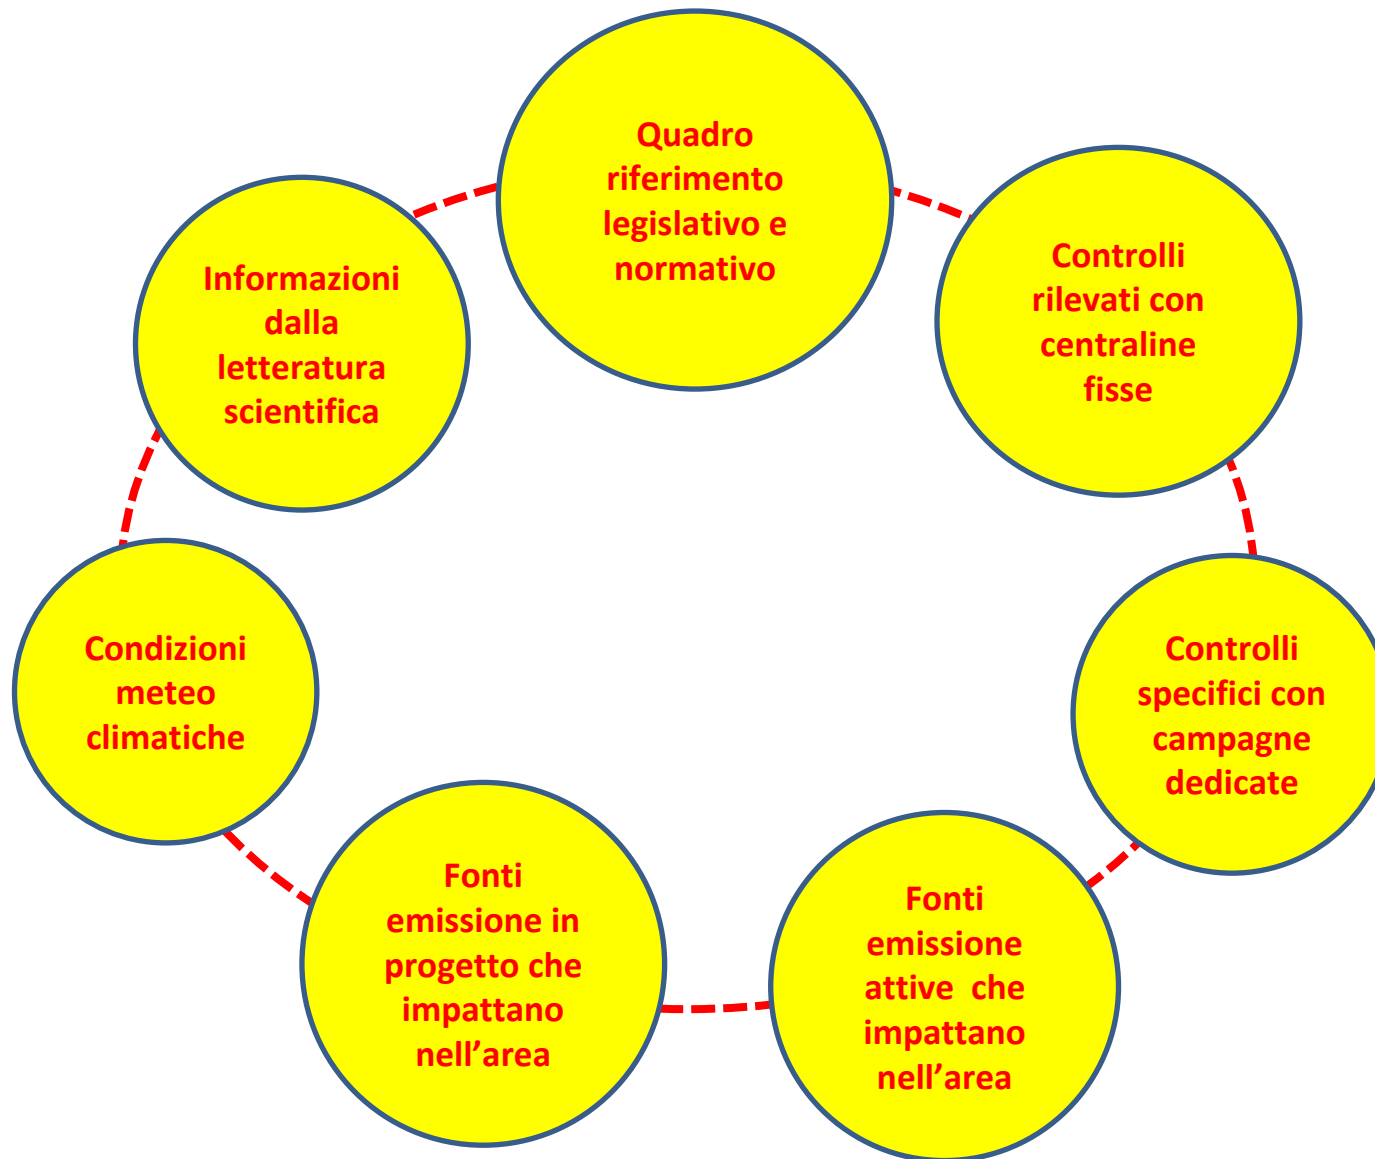 Quadro
riferimento
legislativo e
normativo
Controlli
rilevati con
centraline
fisse
Controlli
specifici con
campagne
dedicate
Fonti
emissione
attive  che
impattano
nell’area
Fonti
emissione in
progetto che
impattano
nell’area
Condizioni
meteo
climatiche
Informazioni
dalla
letteratura
scientifica